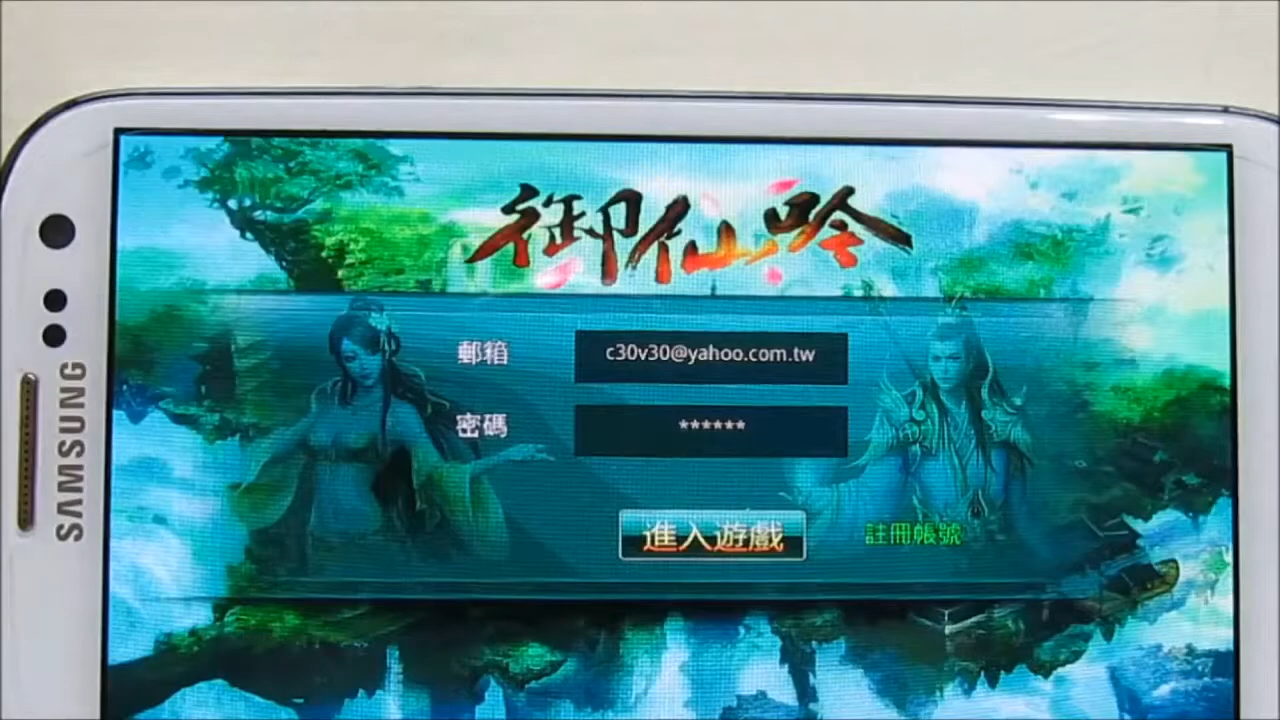 御仙吟
郵箱
c30v30@yahoo.com.tw
密碼
******
進入遊戲
註冊帳號
SAMSUNG